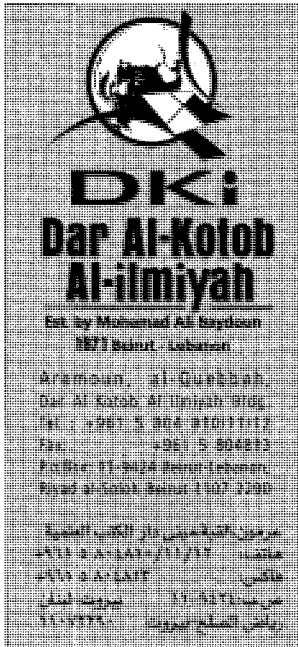 DKi
Dar Al-Kotob
Al-ilmiyah
Est. by Mohamad Ali Baydoun
1971 Beirut - Lebanon
Aramoun, al-Quebbah,
Dar Al-Kotob Al-Ilmiyah Bldg.
Tel : +961 5 804 810/11/12
Fax: +961 5 804813
P.o.Box: 11-9424 Beirut-Lebanon,
Riyad al-Soloh Beirut 1107 2290
عرمون،القبة،مبنى دار الكتب العلمية
هاتف: +٩٦١ ٥ ٨٠٤٨١٠/١١/١٢
فاكس: +٩٦١ ٥ ٨٠٤٨١٣
ص.ب:٩٤٢٤-١١ بيروت-لبنان
رياض الصلح-بيروت ١١٠٧٢٢٩٠